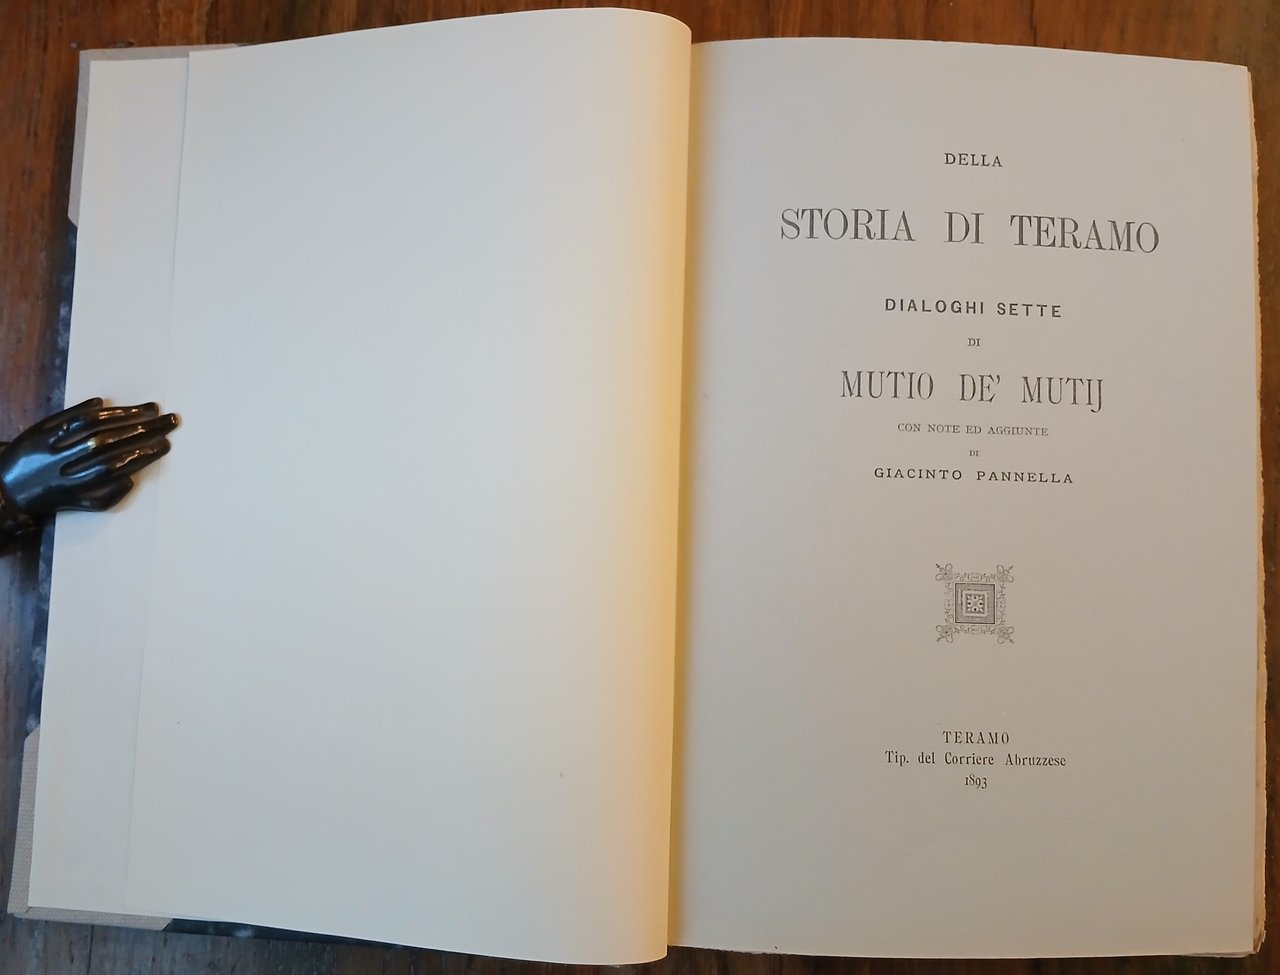 DELLA
STORIA DI TERAMO
DIALOGHI SETTE
DI
MUTIO DE' MUTIJ
CON NOTE ED AGGIUNTE
DI
GIACINTO PANNELLA
TERAMO
Tip. del Corriere Abruzzese
1893